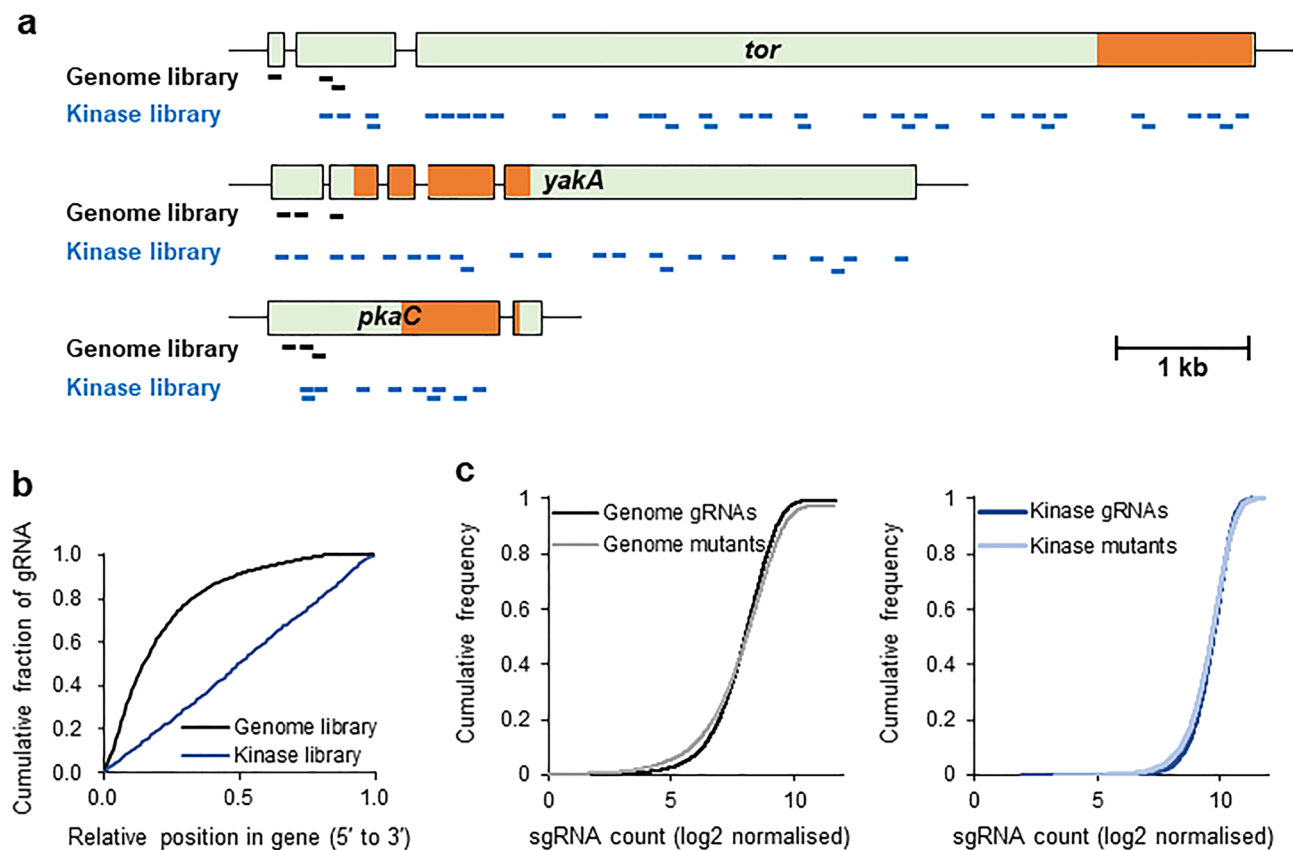 a
tor
Genome library
Kinase library
yakA
Genome library
Kinase library
pkaC
Genome library
Kinase library
1 kb
b
Cumulative fraction of gRNA
1.0
0.8
0.6
0.4
0.2
0.0
Genome library
Kinase library
0.0 0.5 1.0
Relative position in gene (5′ to 3′)
c
Cumulative frequency
1
0.8
0.6
0.4
0.2
0
Genome gRNAs
Genome mutants
0 5 10
sgRNA count (log2 normalised)
Cumulative frequency
1
0.8
0.6
0.4
0.2
0
Kinase gRNAs
Kinase mutants
0 5 10
sgRNA count (log2 normalised)